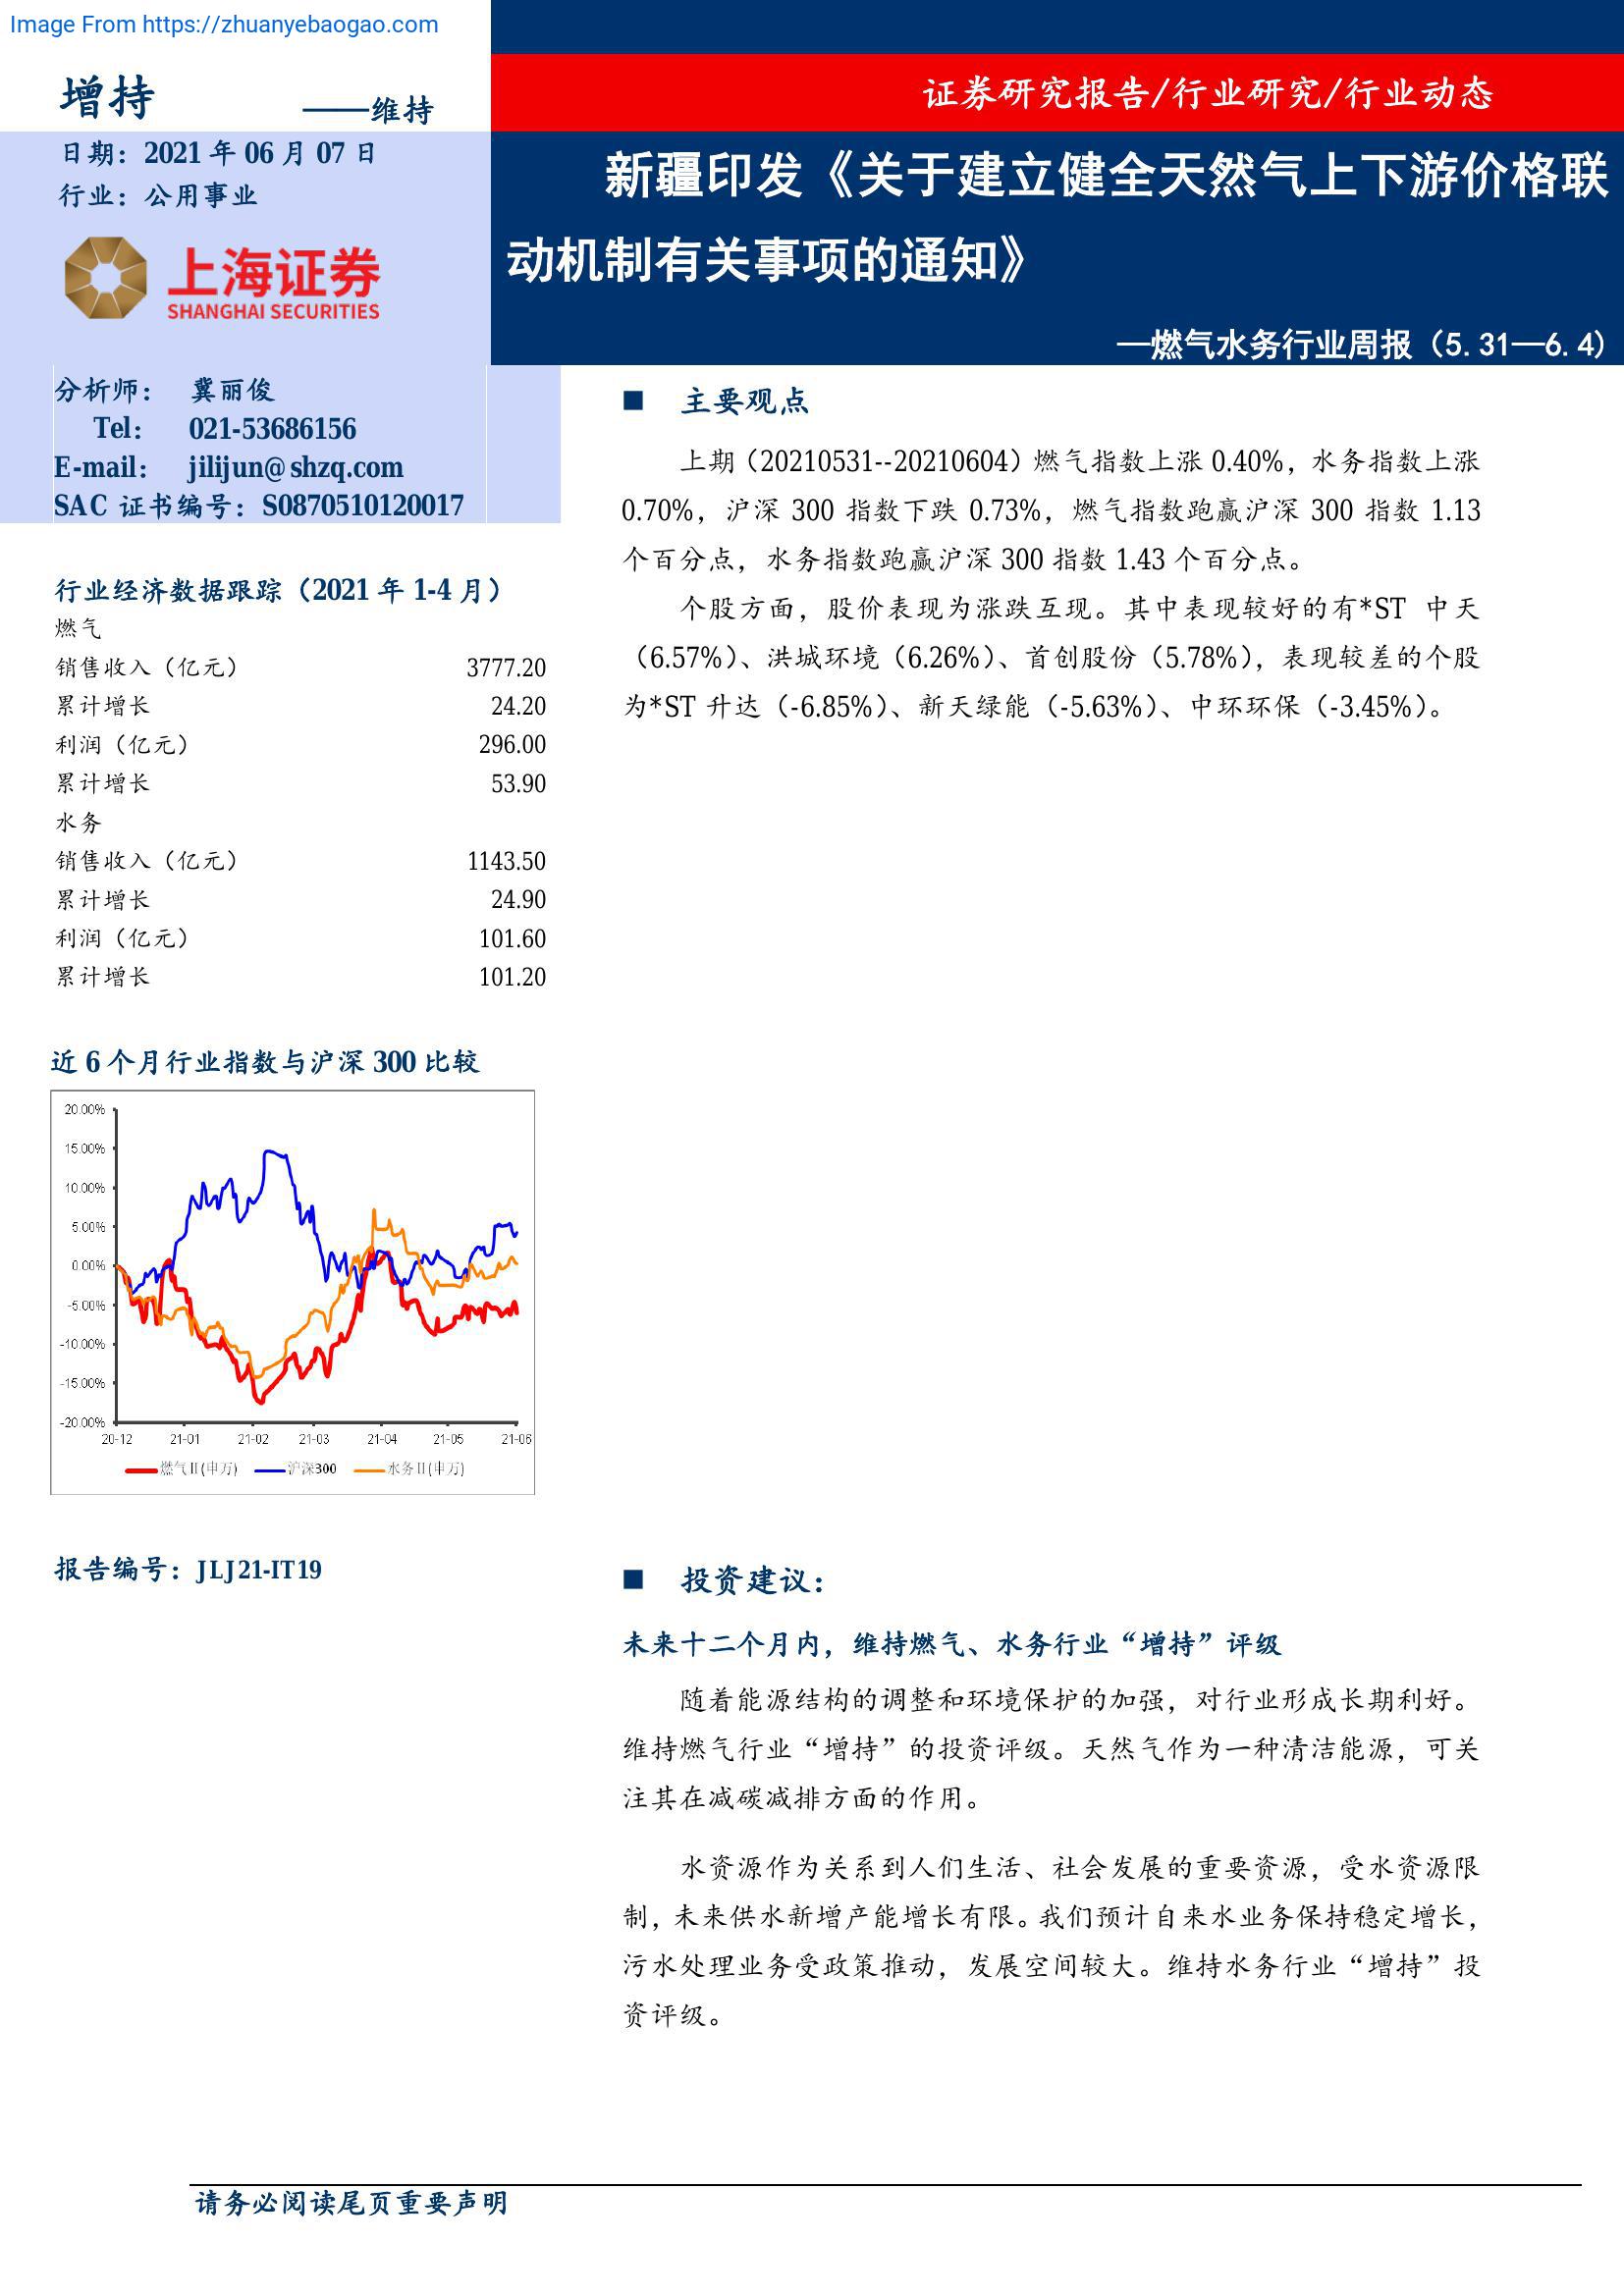 Image From https://zhuanyebaogao.com
增持 ——维持
证券研究报告/行业研究/行业动态
日期：2021 年 06 月 07 日
行业：公用事业
新疆印发《关于建立健全天然气上下游价格联
动机制有关事项的通知》
—燃气水务行业周报（5.31—6.4)
上海证券
SHANGHAI SECURITIES
分析师： 冀丽俊
Tel： 021-53686156
E-mail： jilijun@shzq.com
SAC 证书编号：S0870510120017
行业经济数据跟踪（2021 年 1-4 月）
燃气
销售收入（亿元） 3777.20
累计增长 24.20
利润（亿元） 296.00
累计增长 53.90
水务
销售收入（亿元） 1143.50
累计增长 24.90
利润（亿元） 101.60
累计增长 101.20
近 6 个月行业指数与沪深 300 比较
20.00%
15.00%
10.00%
5.00%
0.00%
-5.00%
-10.00%
-15.00%
-20.00%
20-12 21-01 21-02 21-03 21-04 21-05 21-06
燃气Ⅱ(申万) 沪深300 水务Ⅱ(申万)
报告编号：JLJ21-IT19
■ 主要观点
上期（20210531--20210604）燃气指数上涨 0.40%，水务指数上涨
0.70%，沪深 300 指数下跌 0.73%，燃气指数跑赢沪深 300 指数 1.13
个百分点，水务指数跑赢沪深 300 指数 1.43 个百分点。
个股方面，股价表现为涨跌互现。其中表现较好的有*ST 中天
（6.57%）、洪城环境（6.26%）、首创股份（5.78%），表现较差的个股
为*ST 升达（-6.85%）、新天绿能（-5.63%）、中环环保（-3.45%）。
■ 投资建议：
未来十二个月内，维持燃气、水务行业“增持”评级
随着能源结构的调整和环境保护的加强，对行业形成长期利好。
维持燃气行业“增持”的投资评级。天然气作为一种清洁能源，可关
注其在减碳减排方面的作用。
水资源作为关系到人们生活、社会发展的重要资源，受水资源限
制，未来供水新增产能增长有限。我们预计自来水业务保持稳定增长，
污水处理业务受政策推动，发展空间较大。维持水务行业“增持”投
资评级。
请务必阅读尾页重要声明